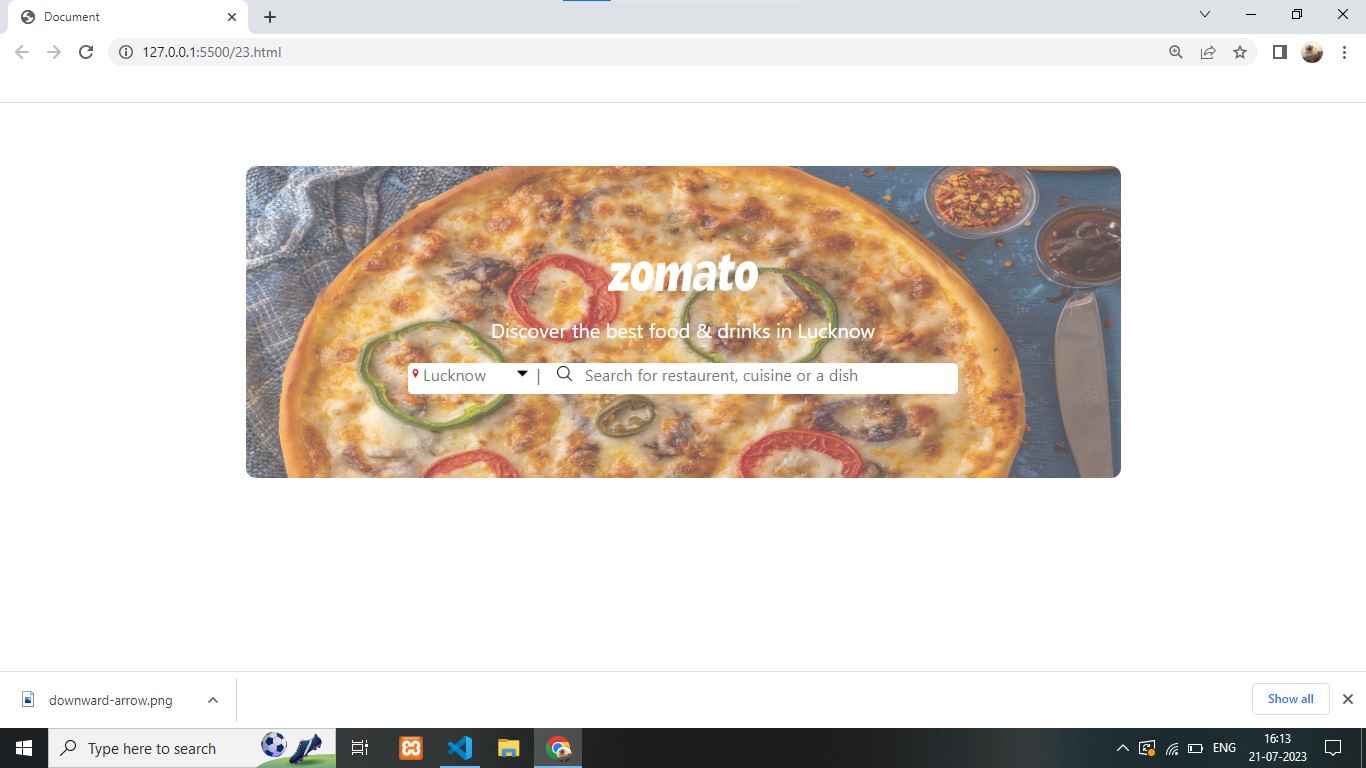 Document
127.0.0.1:5500/23.html
zomato
Discover the best food & drinks in Lucknow
Lucknow | Search for restaurent, cuisine or a dish
downward-arrow.png
Show all
Type here to search
ENG
16:13
21-07-2023